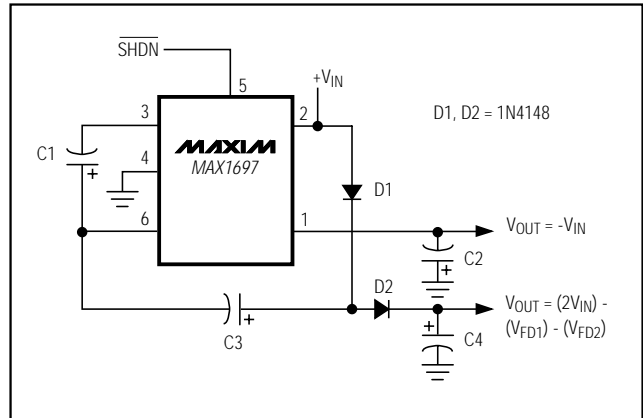 SHDN
+VIN
5
3
2
D1, D2 = 1N4148
MAXIM
MAX1697
C1
+
4
D1
6
1
VOUT = -VIN
C2
+
D2
+
VOUT = (2VIN) -
(VFD1) - (VFD2)
C3
+
C4